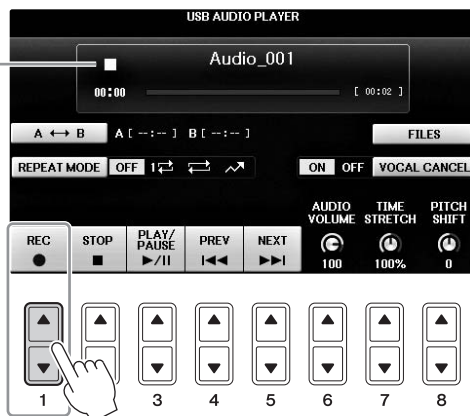 USB AUDIO PLAYER
Audio_001
00:00 [ 00:02 ]
A ↔ B A [ --:-- ] B [ --:-- ] FILES
REPEAT MODE OFF 1 ON OFF VOCAL CANCEL
AUDIO VOLUME TIME STRETCH PITCH SHIFT
REC STOP PLAY/PAUSE PREV NEXT 100 100% 0
1 3 4 5 6 7 8